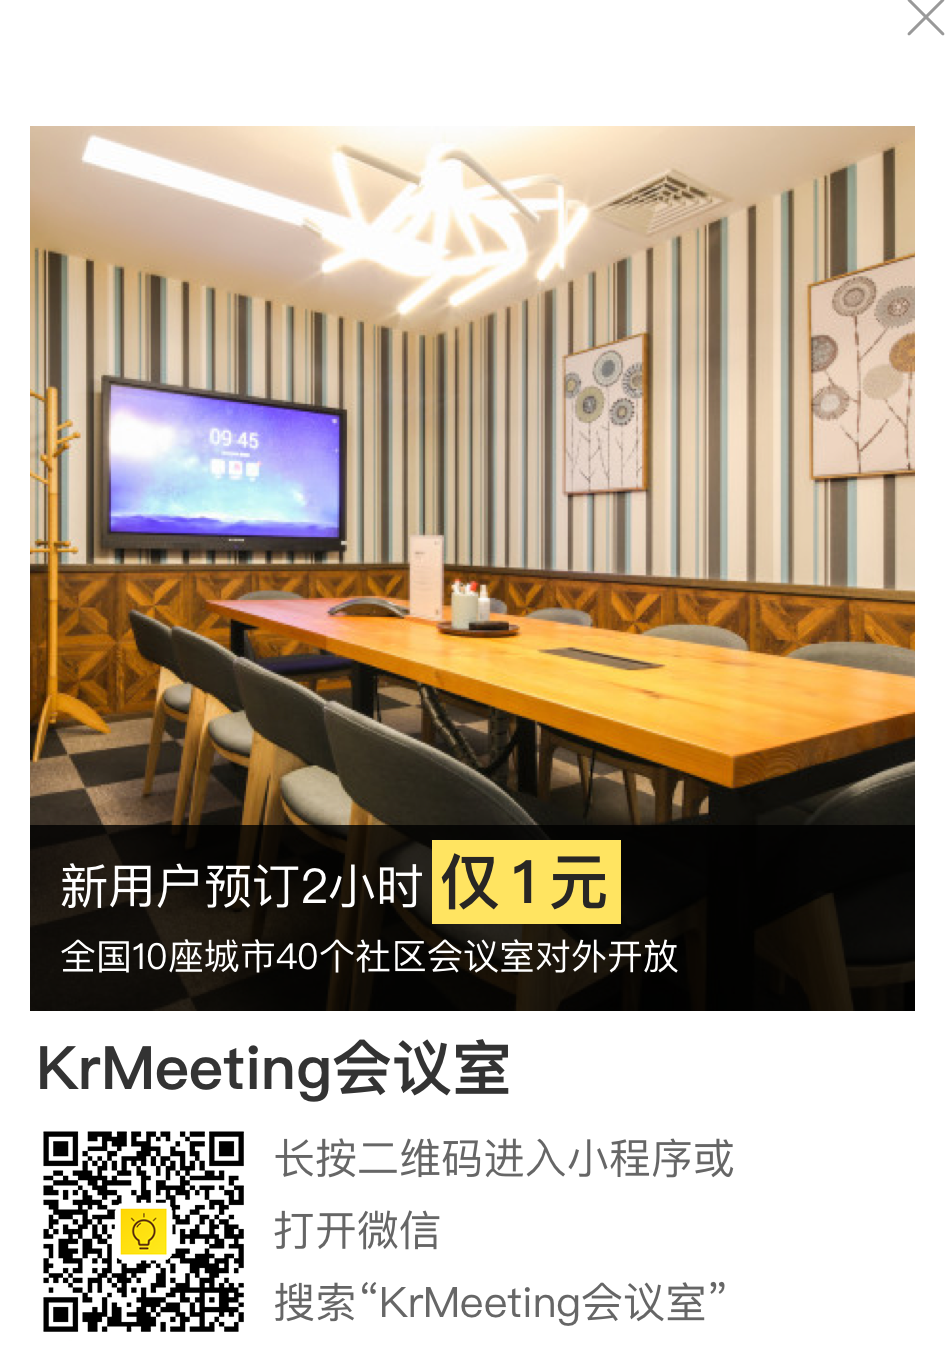 09:45
新用户预订2小时 仅1元
全国10座城市40个社区会议室对外开放
KrMeeting会议室
长按二维码进入小程序或
打开微信
搜索“KrMeeting会议室”